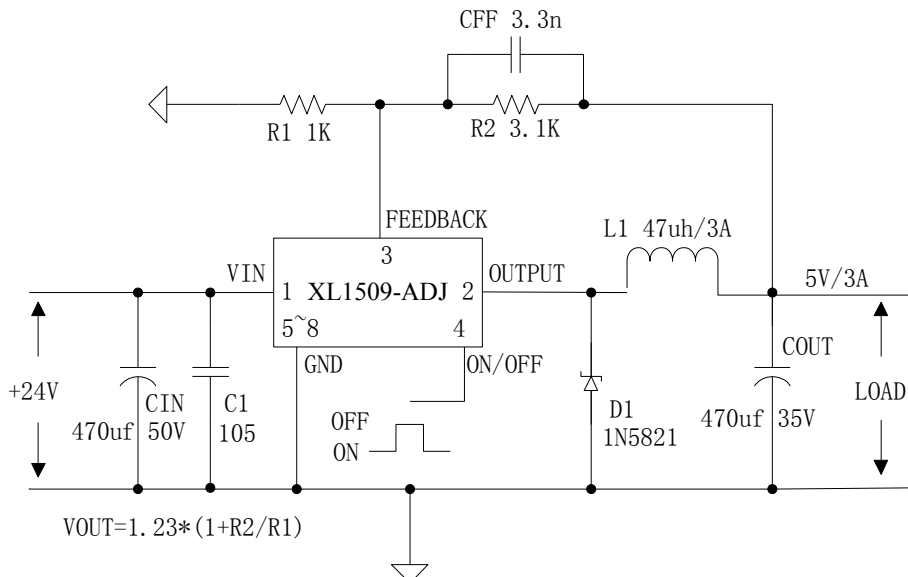 CFF 3.3n
R1 1K
R2 3.1K
FEEDBACK
3
L1 47uh/3A
VIN
OUTPUT
5V/3A
1 XL1509-ADJ 2
5~8
4
GND
ON/OFF
COUT
+24V
CIN
C1
470uf 50V
105
OFF
ON
D1
1N5821
470uf 35V
LOAD
VOUT=1.23*(1+R2/R1)